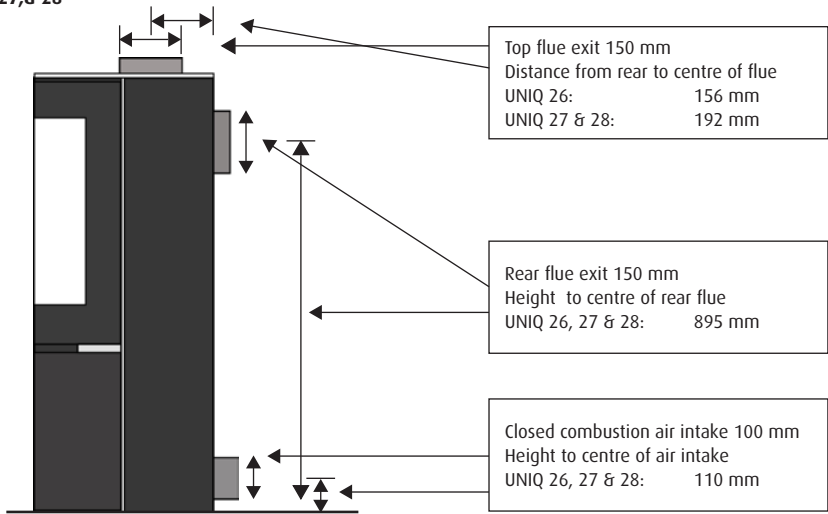 27,& 28
Top flue exit 150 mm
Distance from rear to centre of flue
UNIQ 26: 156 mm
UNIQ 27 & 28: 192 mm
Rear flue exit 150 mm
Height to centre of rear flue
UNIQ 26, 27 & 28: 895 mm
Closed combustion air intake 100 mm
Height to centre of air intake
UNIQ 26, 27 & 28: 110 mm